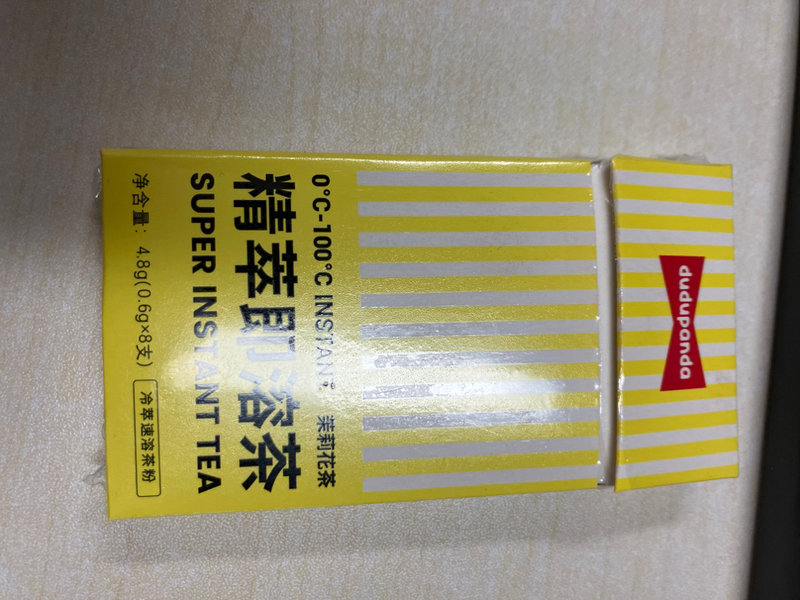 dudupanda
0°C-100°C INSTANT 茉莉花茶
精萃即溶茶
SUPER INSTANT TEA
净含量：4.8g(0.6g×8支)
冷萃速溶茶粉